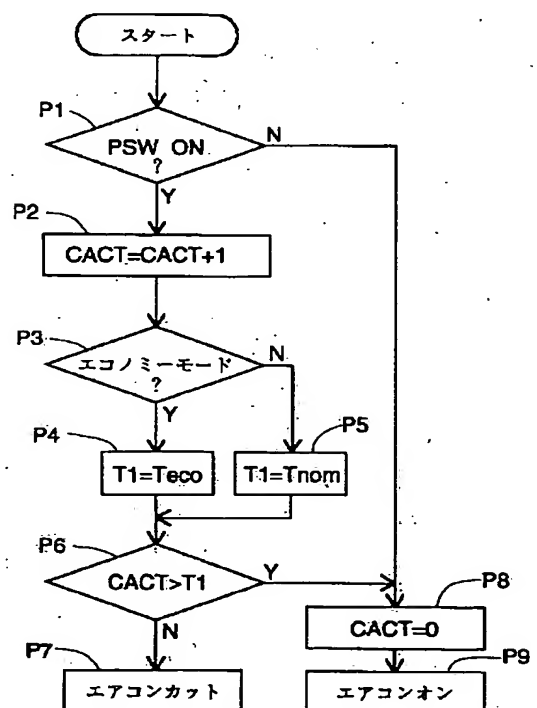 スタート
P1
PSW ON
?
N
Y
P2
CACT=CACT+1
P3
エコノミーモード
?
N
Y
P4
T1=Teco
P5
T1=Tnom
P6
CACT>T1
Y
N
P8
CACT=0
P7
エアコンカット
P9
エアコンオン